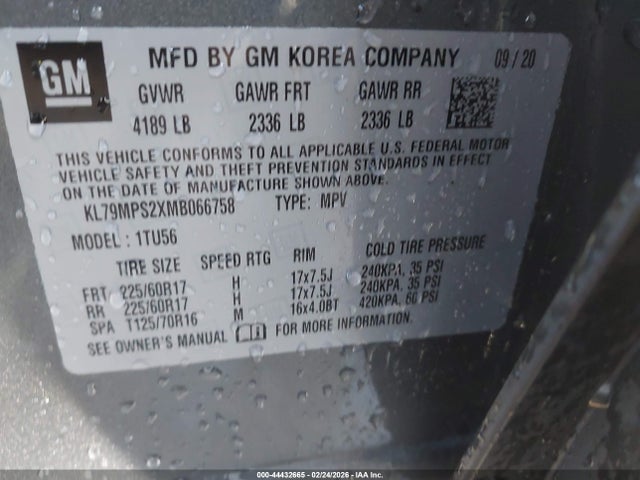 GM MFD BY GM KOREA COMPANY 09 / 20
GVWR GAWR FRT GAWR RR
4189 LB 2336 LB 2336 LB
THIS VEHICLE CONFORMS TO ALL APPLICABLE U.S. FEDERAL MOTOR
VEHICLE SAFETY AND THEFT PREVENTION STANDARDS IN EFFECT
ON THE DATE OF MANUFACTURE SHOWN ABOVE.
KL79MPS2XMB066758 TYPE: MPV
MODEL : 1TU56
TIRE SIZE SPEED RTG RIM COLD TIRE PRESSURE
FRT 225/60R17 H 17x7.5J 240KPA, 35 PSI
RR 225/60R17 H 17x7.5J 240KPA, 35 PSI
SPA T125/70R16 M 16x4.0BT 420KPA, 60 PSI
SEE OWNER'S MANUAL FOR MORE INFORMATION.
000-44432665 - 02/24/2026 - IAAI.com